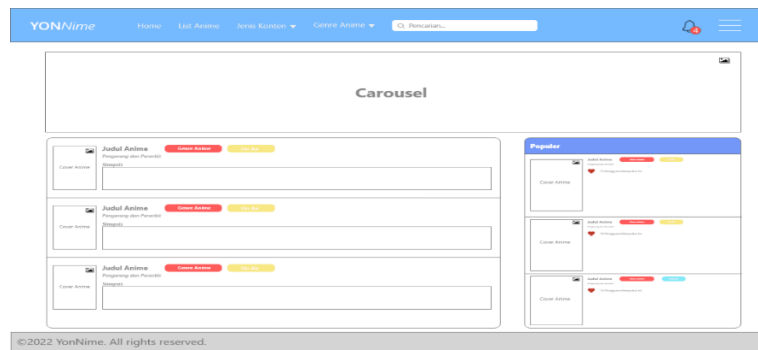 YONNime Home List Anime Jenis Konten Genre Anime Pencarian... 4
Carousel
Judul Anime Genre Anime
Pengarang dan Penerbit
Sinopsis
Cover Anime
Judul Anime Genre Anime
Pengarang dan Penerbit
Sinopsis
Cover Anime
Judul Anime Genre Anime
Pengarang dan Penerbit
Sinopsis
Cover Anime
Populer
Judul Anime
Cover Anime
Judul Anime
Cover Anime
Judul Anime
Cover Anime
©2022 YonNime. All rights reserved.